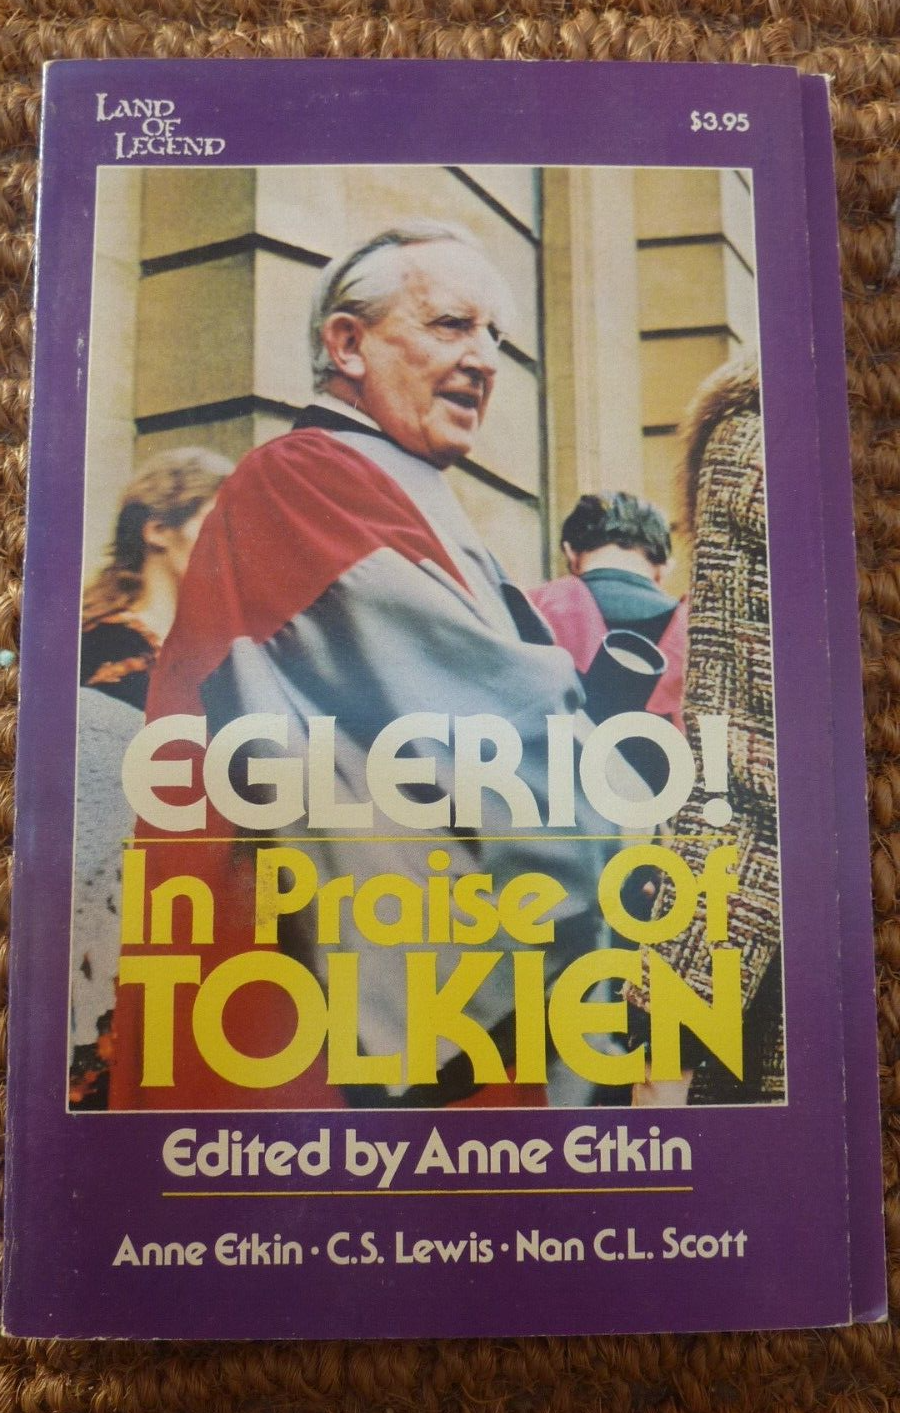 LAND
OF
LEGEND
$3.95
EGLERIO!
In Praise Of
TOLKIEN
Edited by Anne Etkin
Anne Etkin · C.S. Lewis · Nan C.L. Scott